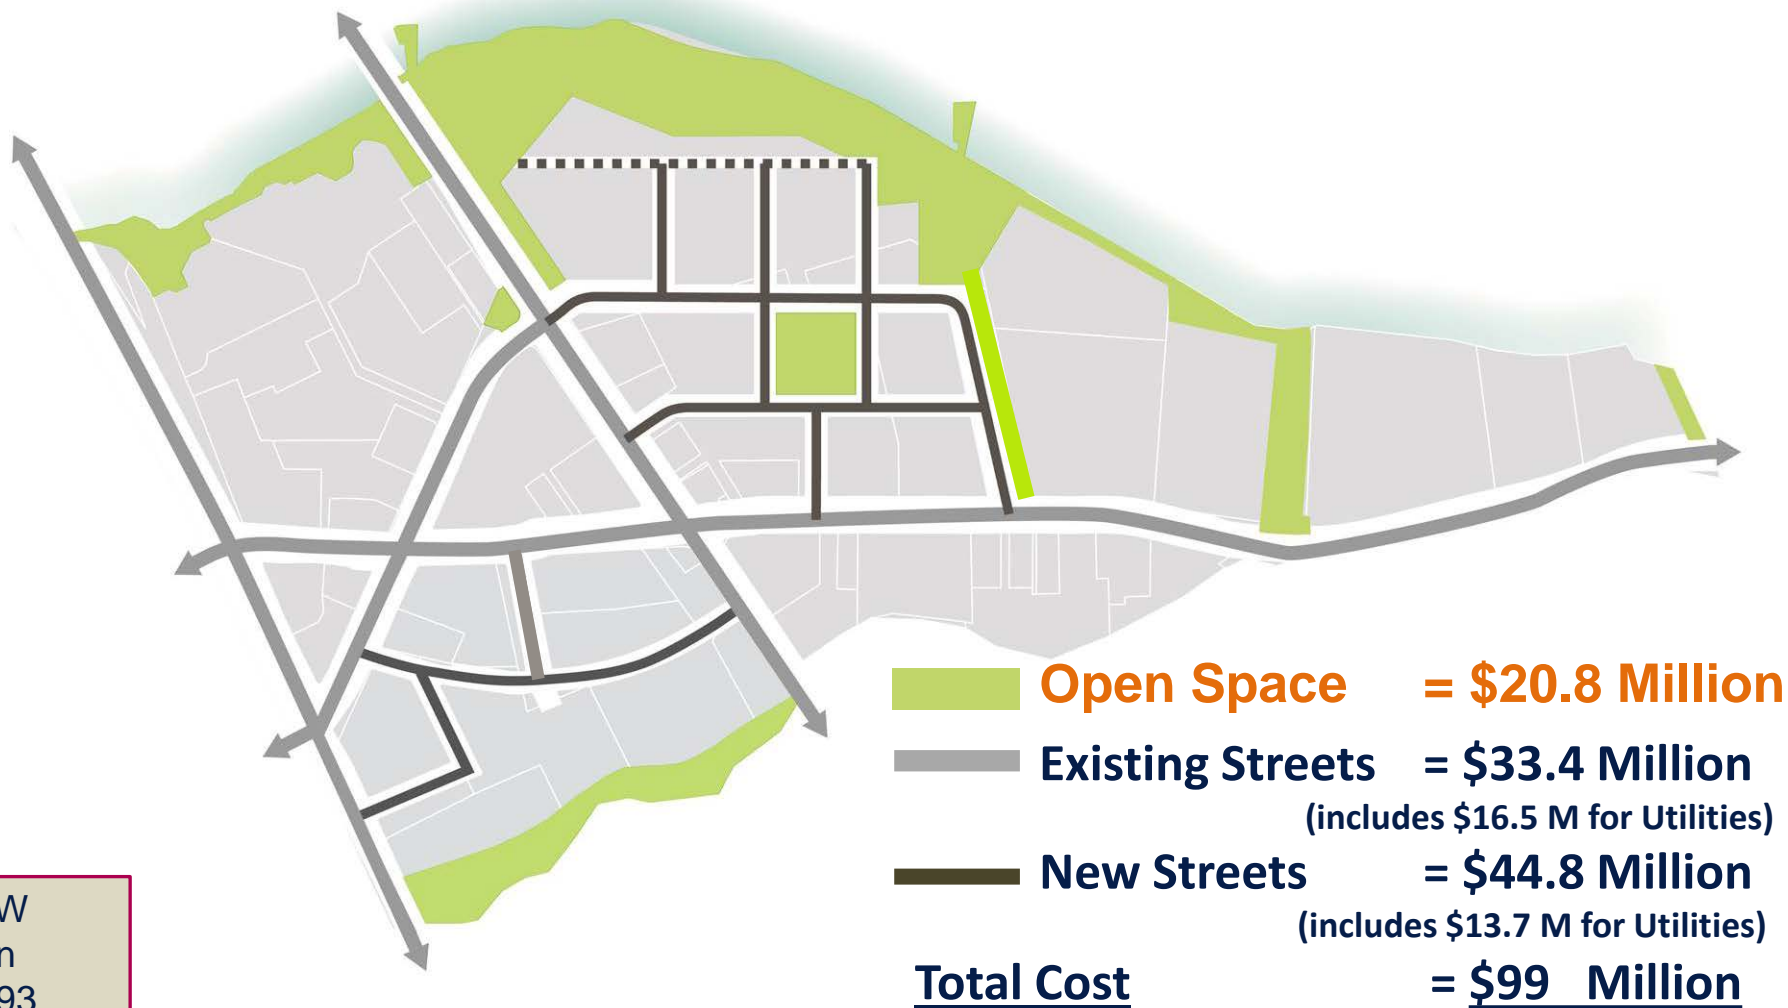 Open Space = $20.8 Million
Existing Streets = $33.4 Million
(includes $16.5 M for Utilities)
New Streets = $44.8 Million
(includes $13.7 M for Utilities)
Total Cost = $99 Million
W
n
93